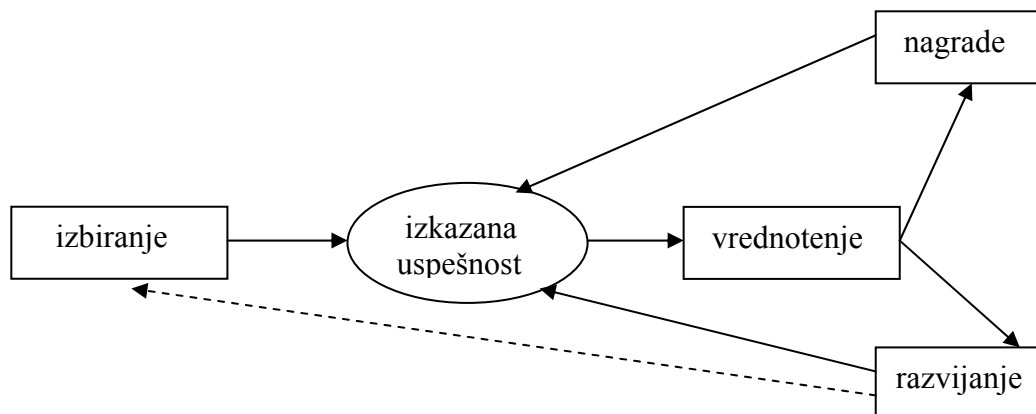 nagrade
izbiranje
izkazana
uspešnost
vrednotenje
razvijanje